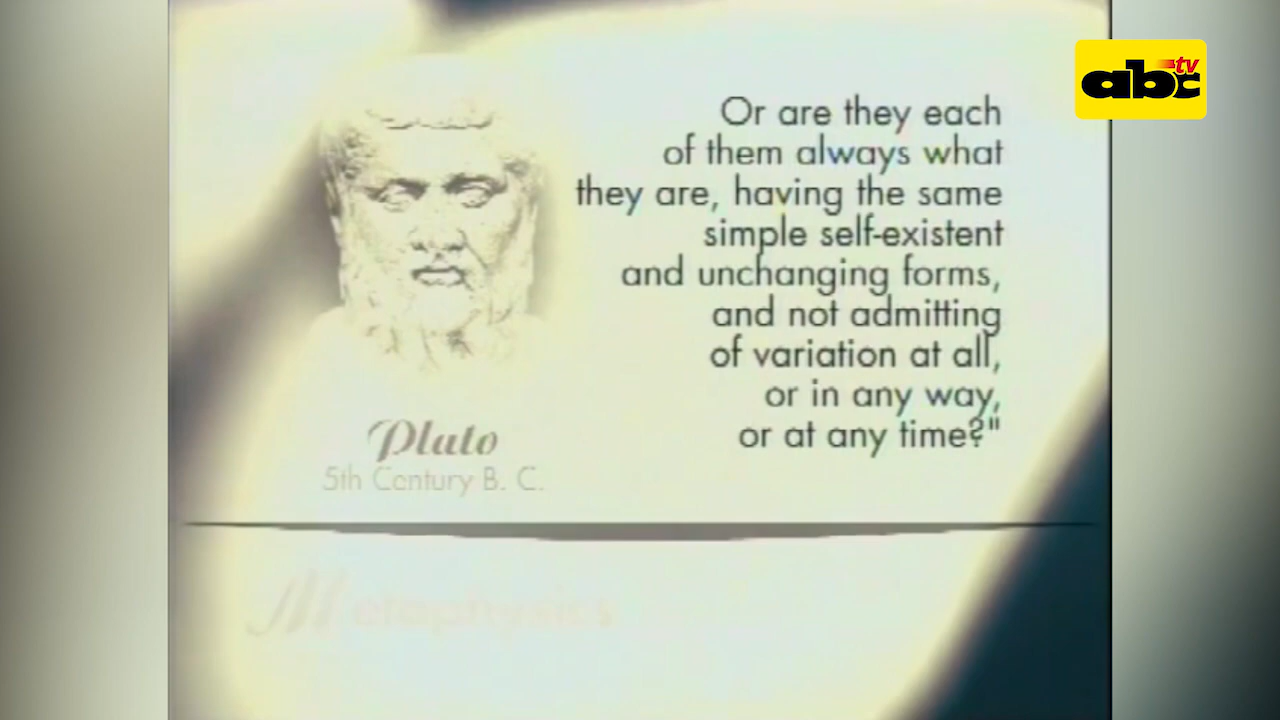 abc tv
Or are they each
of them always what
they are, having the same
simple self-existent
and unchanging forms,
and not admitting
of variation at all,
or in any way,
or at any time?"
Plato
5th Century B. C.
Metaphysics